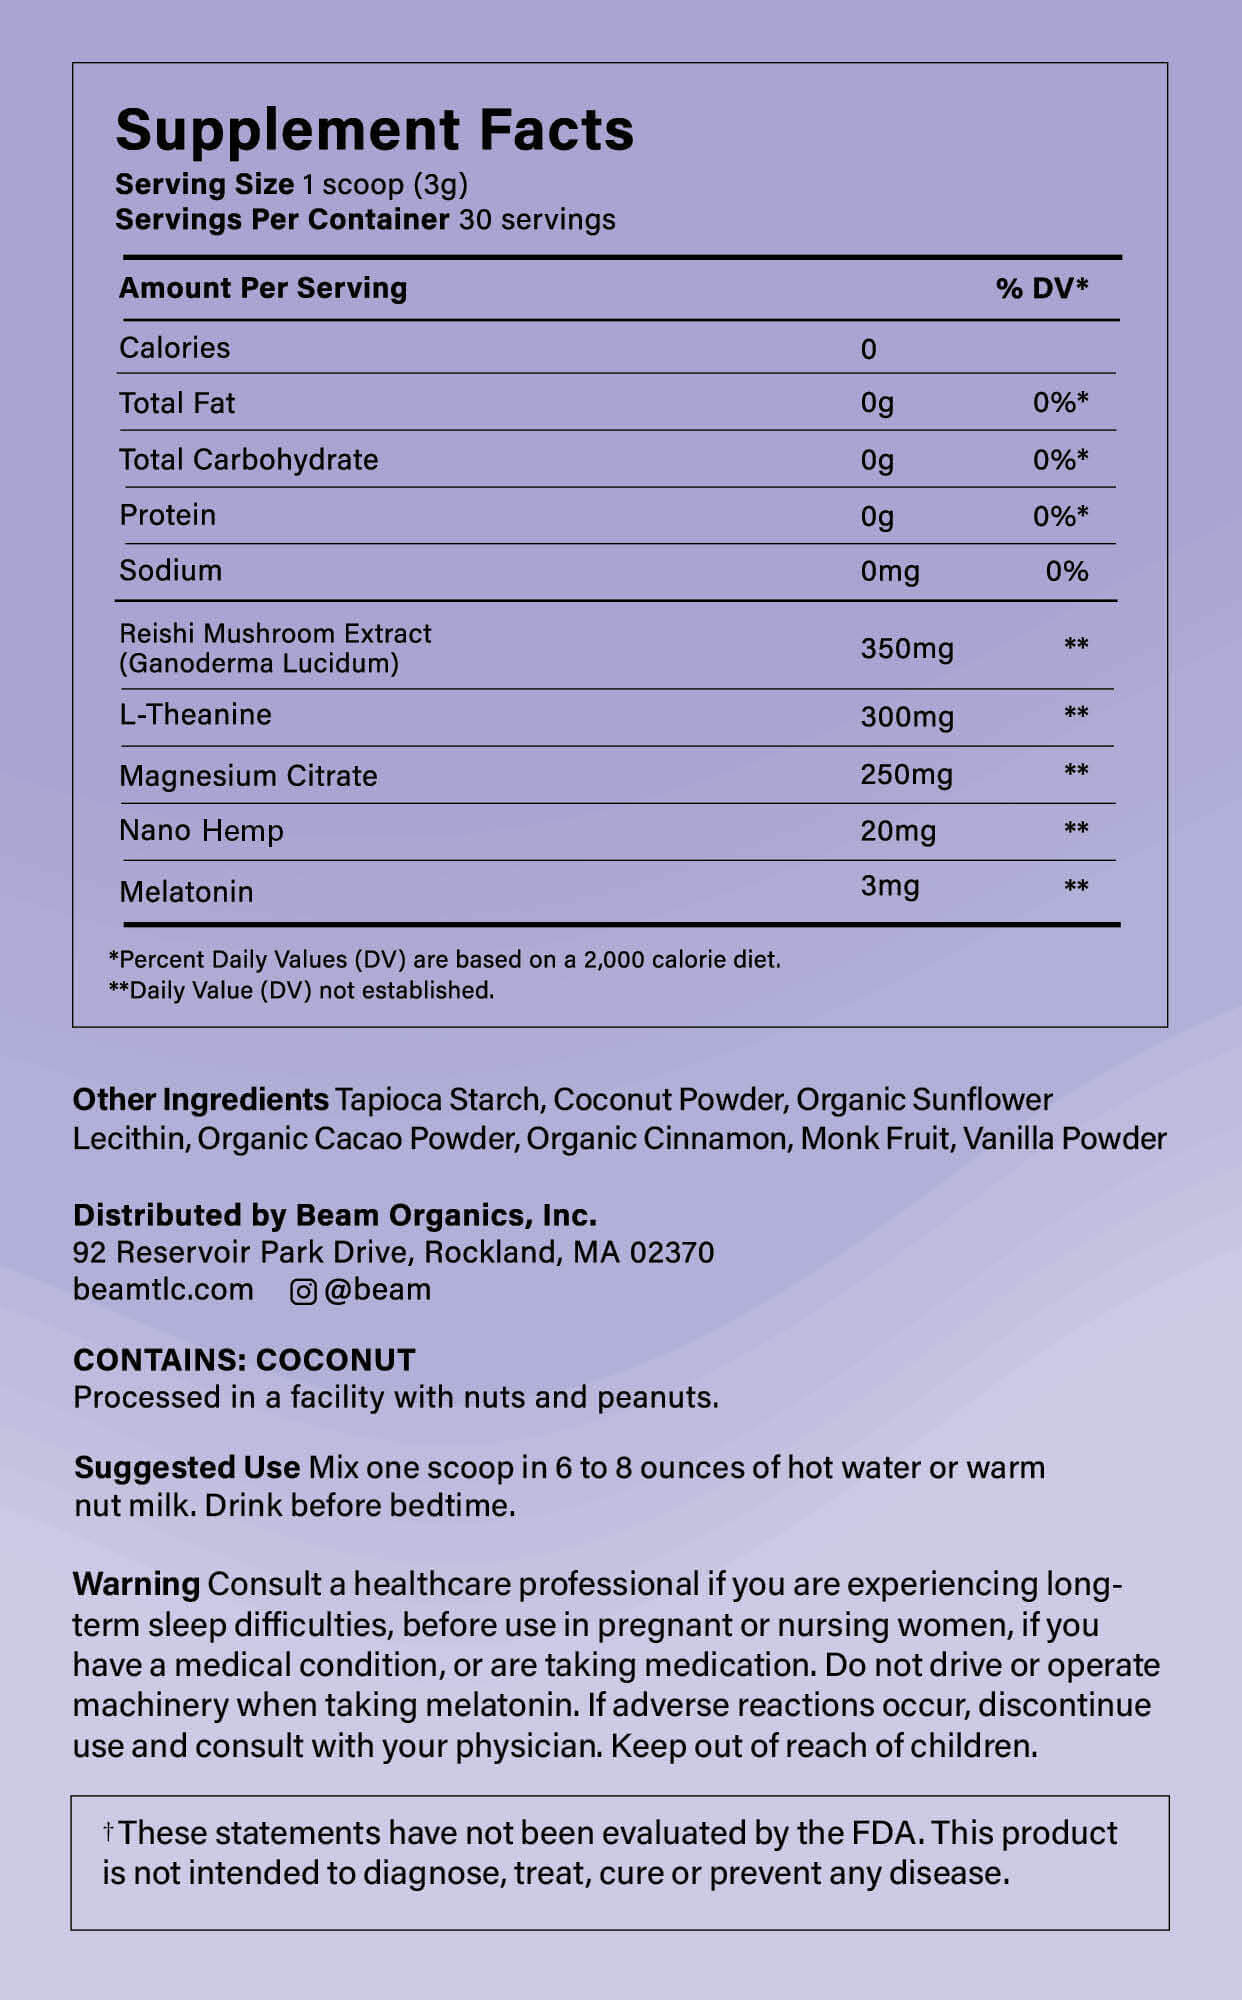 Supplement Facts
Serving Size 1 scoop (3g)
Servings Per Container 30 servings
Amount Per Serving % DV*
Calories 0
Total Fat 0g 0%*
Total Carbohydrate 0g 0%*
Protein 0g 0%*
Sodium 0mg 0%
Reishi Mushroom Extract
(Ganoderma Lucidum) 350mg **
L-Theanine 300mg **
Magnesium Citrate 250mg **
Nano Hemp 20mg **
Melatonin 3mg **
*Percent Daily Values (DV) are based on a 2,000 calorie diet.
**Daily Value (DV) not established.
Other Ingredients Tapioca Starch, Coconut Powder, Organic Sunflower
Lecithin, Organic Cacao Powder, Organic Cinnamon, Monk Fruit, Vanilla Powder
Distributed by Beam Organics, Inc.
92 Reservoir Park Drive, Rockland, MA 02370
beamtlc.com @beam
CONTAINS: COCONUT
Processed in a facility with nuts and peanuts.
Suggested Use Mix one scoop in 6 to 8 ounces of hot water or warm
nut milk. Drink before bedtime.
Warning Consult a healthcare professional if you are experiencing long-
term sleep difficulties, before use in pregnant or nursing women, if you
have a medical condition, or are taking medication. Do not drive or operate
machinery when taking melatonin. If adverse reactions occur, discontinue
use and consult with your physician. Keep out of reach of children.
†These statements have not been evaluated by the FDA. This product
is not intended to diagnose, treat, cure or prevent any disease.